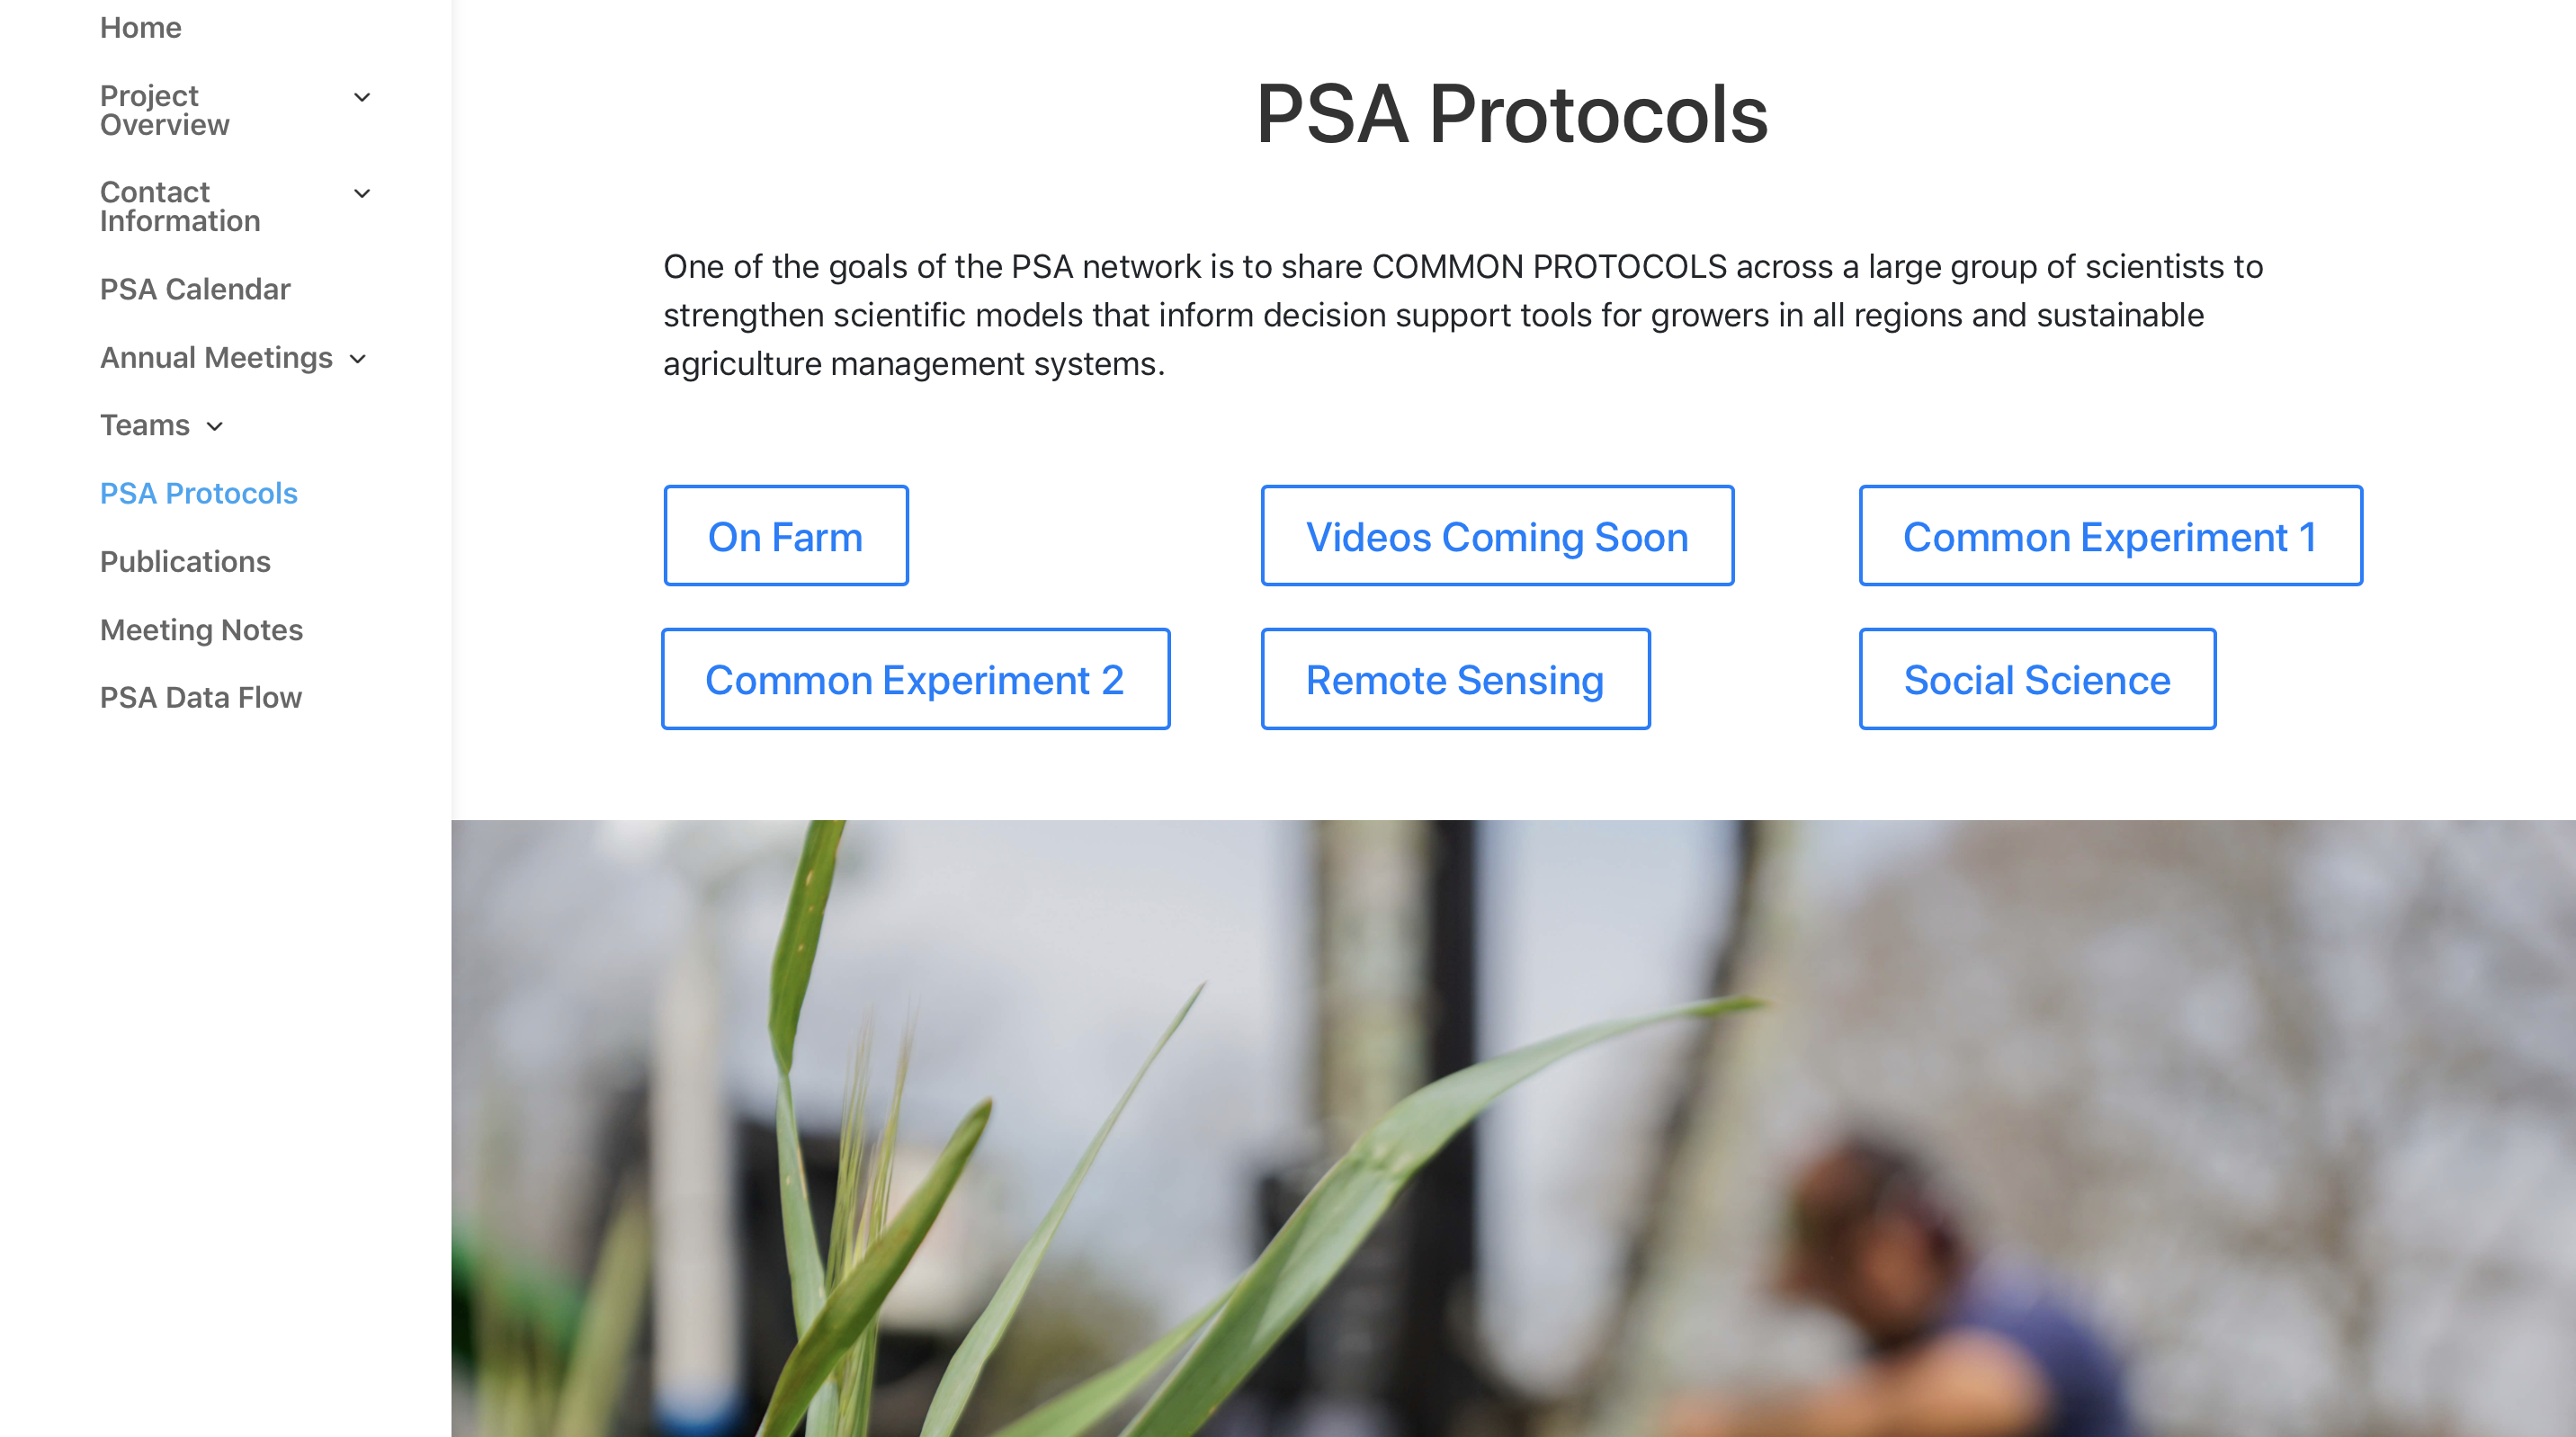 Home
Project
Overview
Contact
Information
PSA Calendar
Annual Meetings
Teams
PSA Protocols
Publications
Meeting Notes
PSA Data Flow
PSA Protocols
One of the goals of the PSA network is to share COMMON PROTOCOLS across a large group of scientists to
strengthen scientific models that inform decision support tools for growers in all regions and sustainable
agriculture management systems.
On Farm
Videos Coming Soon
Common Experiment 1
Common Experiment 2
Remote Sensing
Social Science